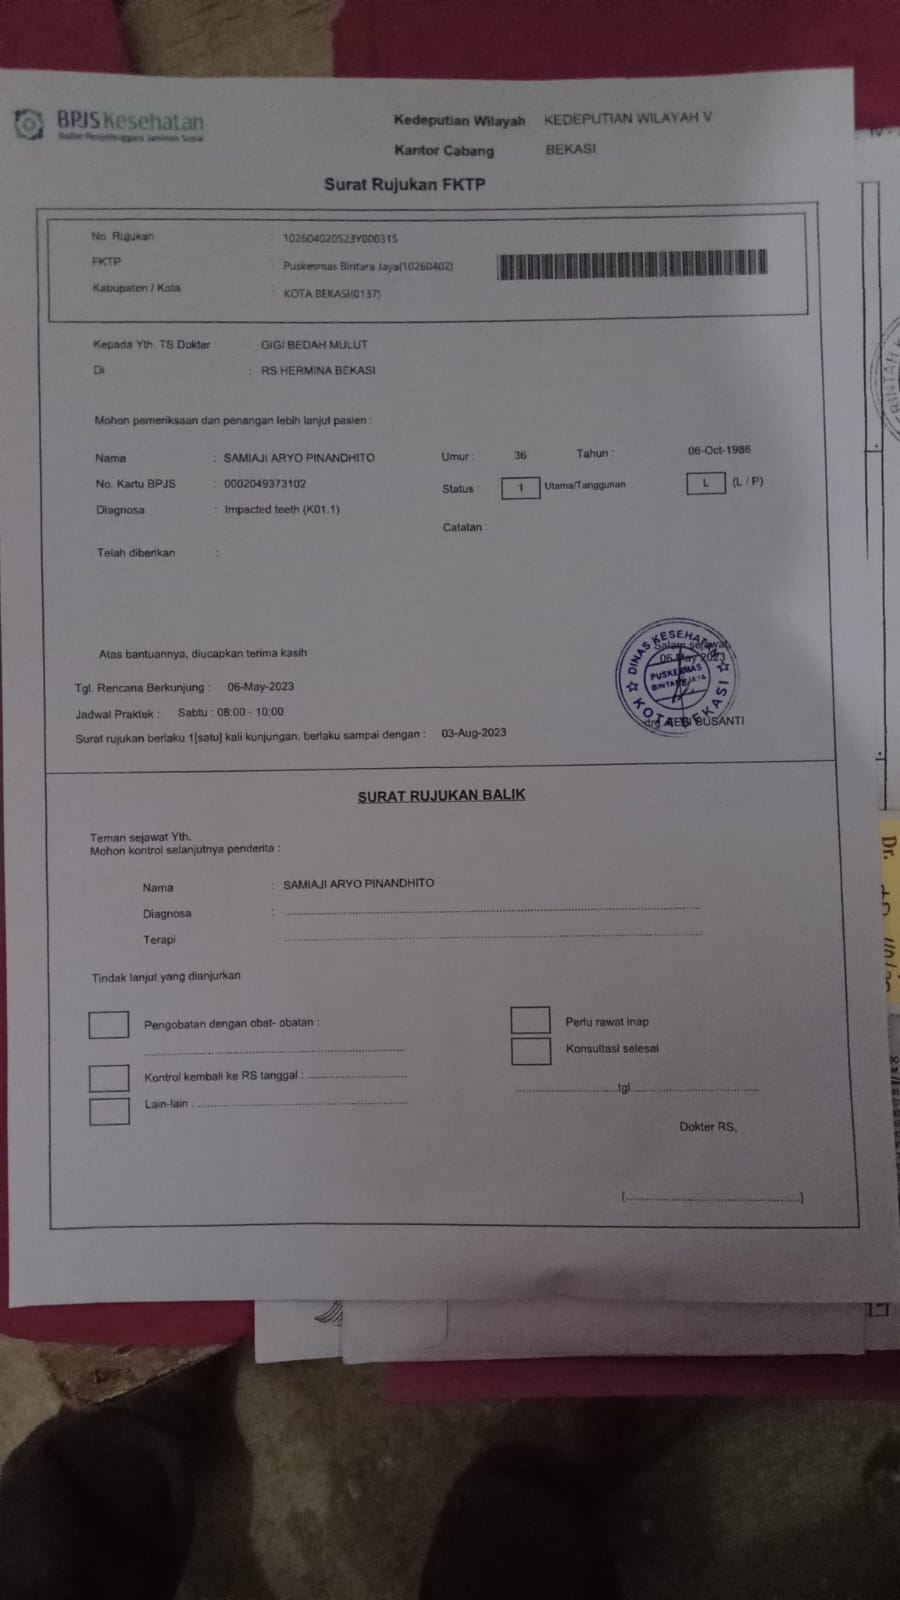 BPJS Kesehatan
Badan Penyelenggara Jaminan Sosial
Kedeputian Wilayah KEDEPUTIAN WILAYAH V
Kantor Cabang BEKASI
Surat Rujukan FKTP
No. Rujukan : 102604020523Y000315
FKTP : Puskesmas Bintara Jaya(10260402)
Kabupaten / Kota : KOTA BEKASI(0137)
Kepada Yth. TS Dokter GIGI BEDAH MULUT
Di : RS HERMINA BEKASI
Mohon pemeriksaan dan penangan lebih lanjut pasien :
Nama : SAMIAJI ARYO PINANDHITO Umur : 36 Tahun : 06-Oct-1986
No. Kartu BPJS : 0002049373102 Status : 1 Utama/Tanggunan L (L / P)
Diagnosa : Impacted teeth (K01.1) Catatan :
Telah diberikan :
Atas bantuannya, diucapkan terima kasih
Salam sejawat,
06 May 2023
DINAS KESEHATAN
PUSKESMAS
BINTARA JAYA
KOTA BEKASI
Tgl. Rencana Berkunjung : 06-May-2023
Jadwal Praktek : Sabtu : 08:00 - 10:00
drg. SUSANTI
Surat rujukan berlaku 1[satu] kali kunjungan, berlaku sampai dengan : 03-Aug-2023
SURAT RUJUKAN BALIK
Teman sejawat Yth.
Mohon kontrol selanjutnya penderita :
Nama : SAMIAJI ARYO PINANDHITO
Diagnosa :
Terapi :
Tindak lanjut yang dianjurkan
Pengobatan dengan obat- obatan : Perlu rawat inap
Konsultasi selesai
Kontrol kembali ke RS tanggal :
tgl
Lain-lain :
Dokter RS,
(..........)
Dr.